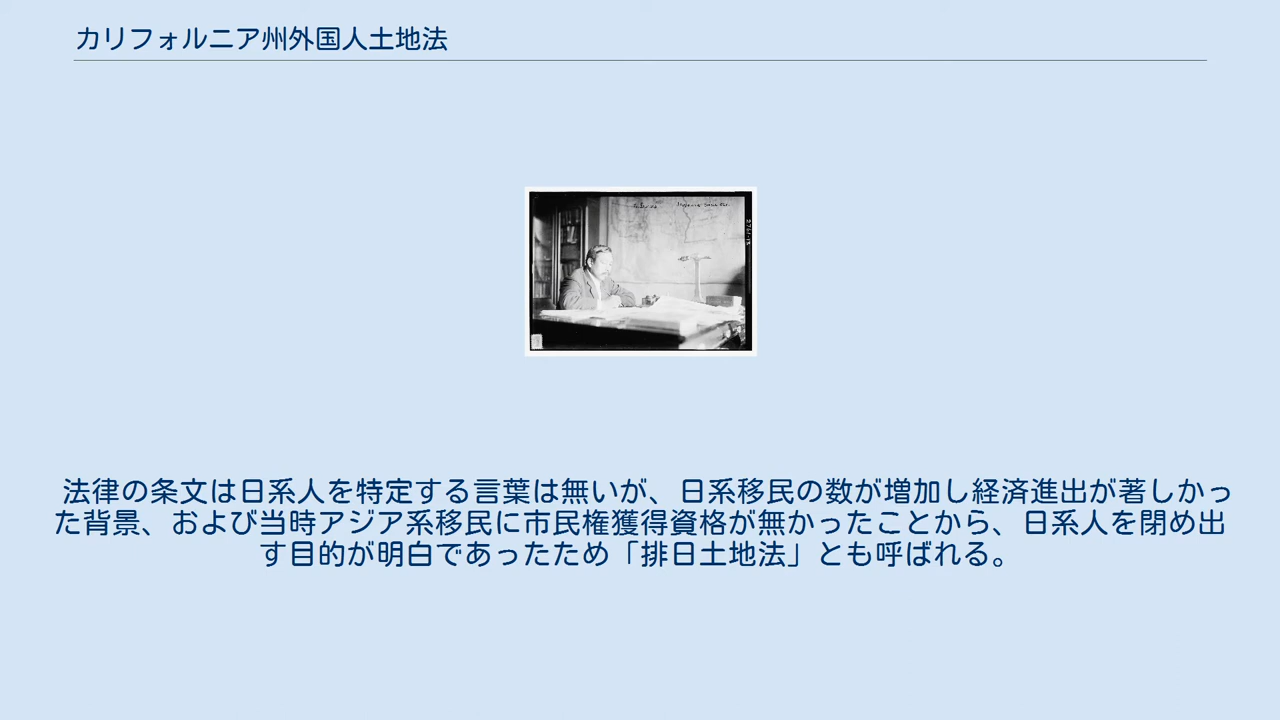 カリフォルニア州外国人土地法
法律の条文は日系人を特定する言葉は無いが、日系移民の数が増加し経済進出が著しかっ
た背景、および当時アジア系移民に市民権獲得資格が無かったことから、日系人を閉め出
す目的が明白であったため「排日土地法」とも呼ばれる。